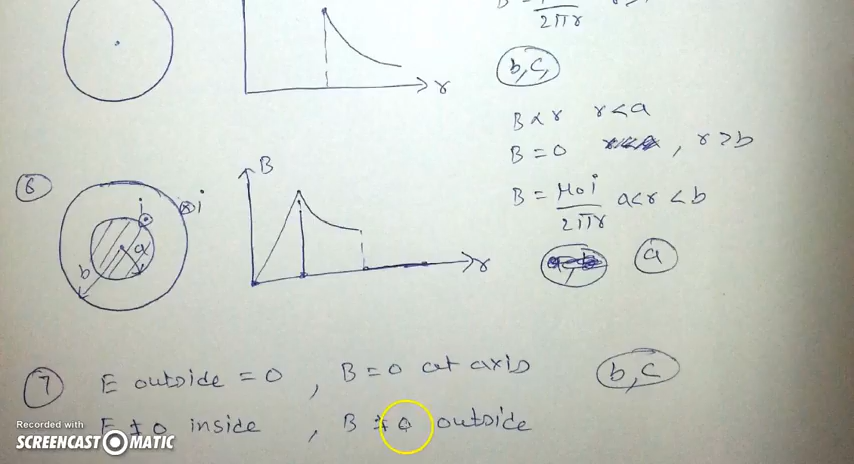 B =
2πr
b, c,
r
B ∝ r r < a
B = 0 , r > b
B = μ₀i a < r < b
2πr
a
6
i
⊗ i
a
b
B
r
7 E outside = 0 , B = 0 at axis b, c
E ≠ 0 inside , B ≠ 0 outside
Recorded with
SCREENCAST O MATIC